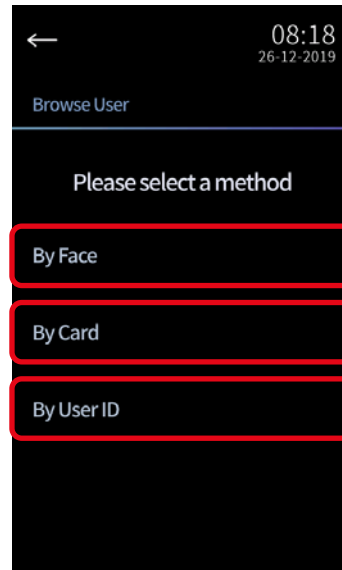 08:18
26-12-2019
Browse User
Please select a method
By Face
By Card
By User ID